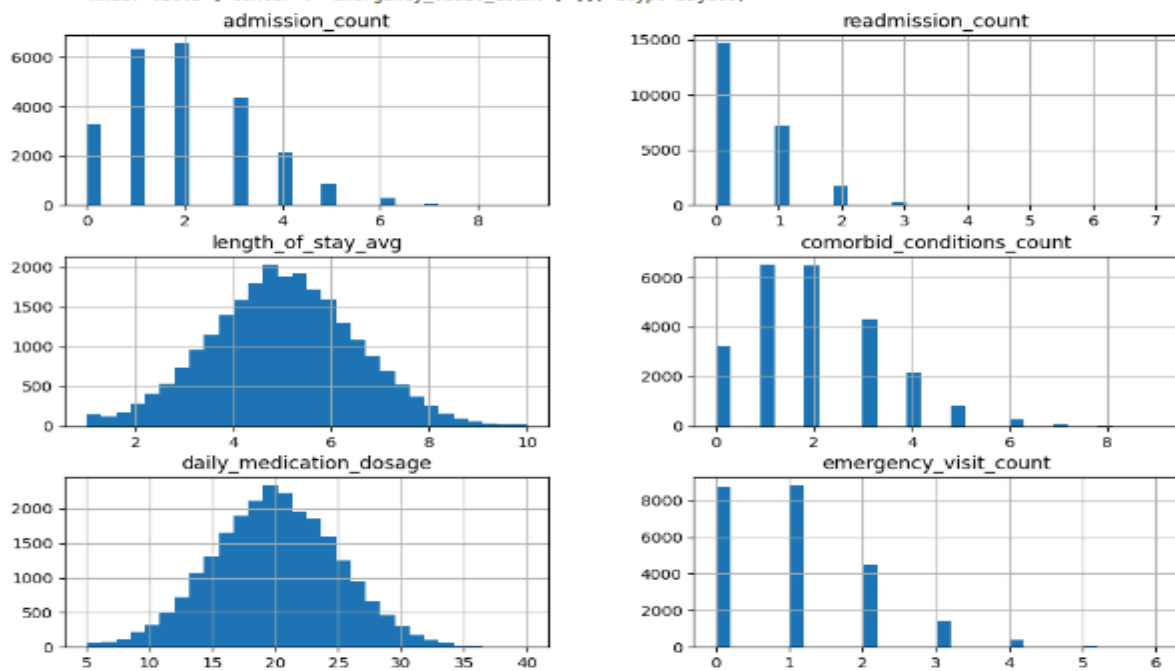 admission_count
readmission_count
6000
4000
2000
0
0 2 4 6 8
15000
10000
5000
0
0 1 2 3 4 5 6 7
length_of_stay_avg
comorbid_conditions_count
2000
1500
1000
500
0
2 4 6 8 10
6000
4000
2000
0
0 2 4 6 8
daily_medication_dosage
emergency_visit_count
2000
1500
1000
500
0
5 10 15 20 25 30 35 40
8000
6000
4000
2000
0
0 1 2 3 4 5 6